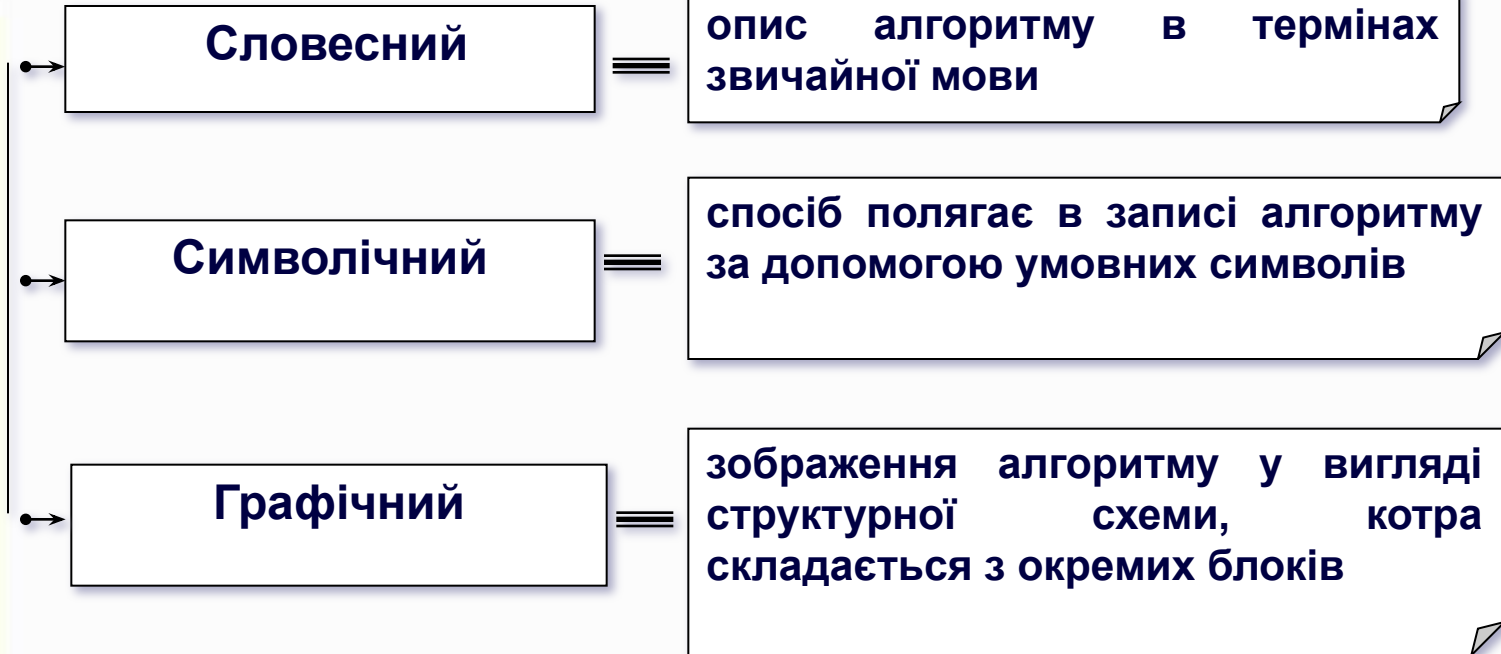 Словесний
опис алгоритму в термінах
звичайної мови
Символічний
спосіб полягає в записі алгоритму
за допомогою умовних символів
Графічний
зображення алгоритму у вигляді
структурної схеми, котра
складається з окремих блоків